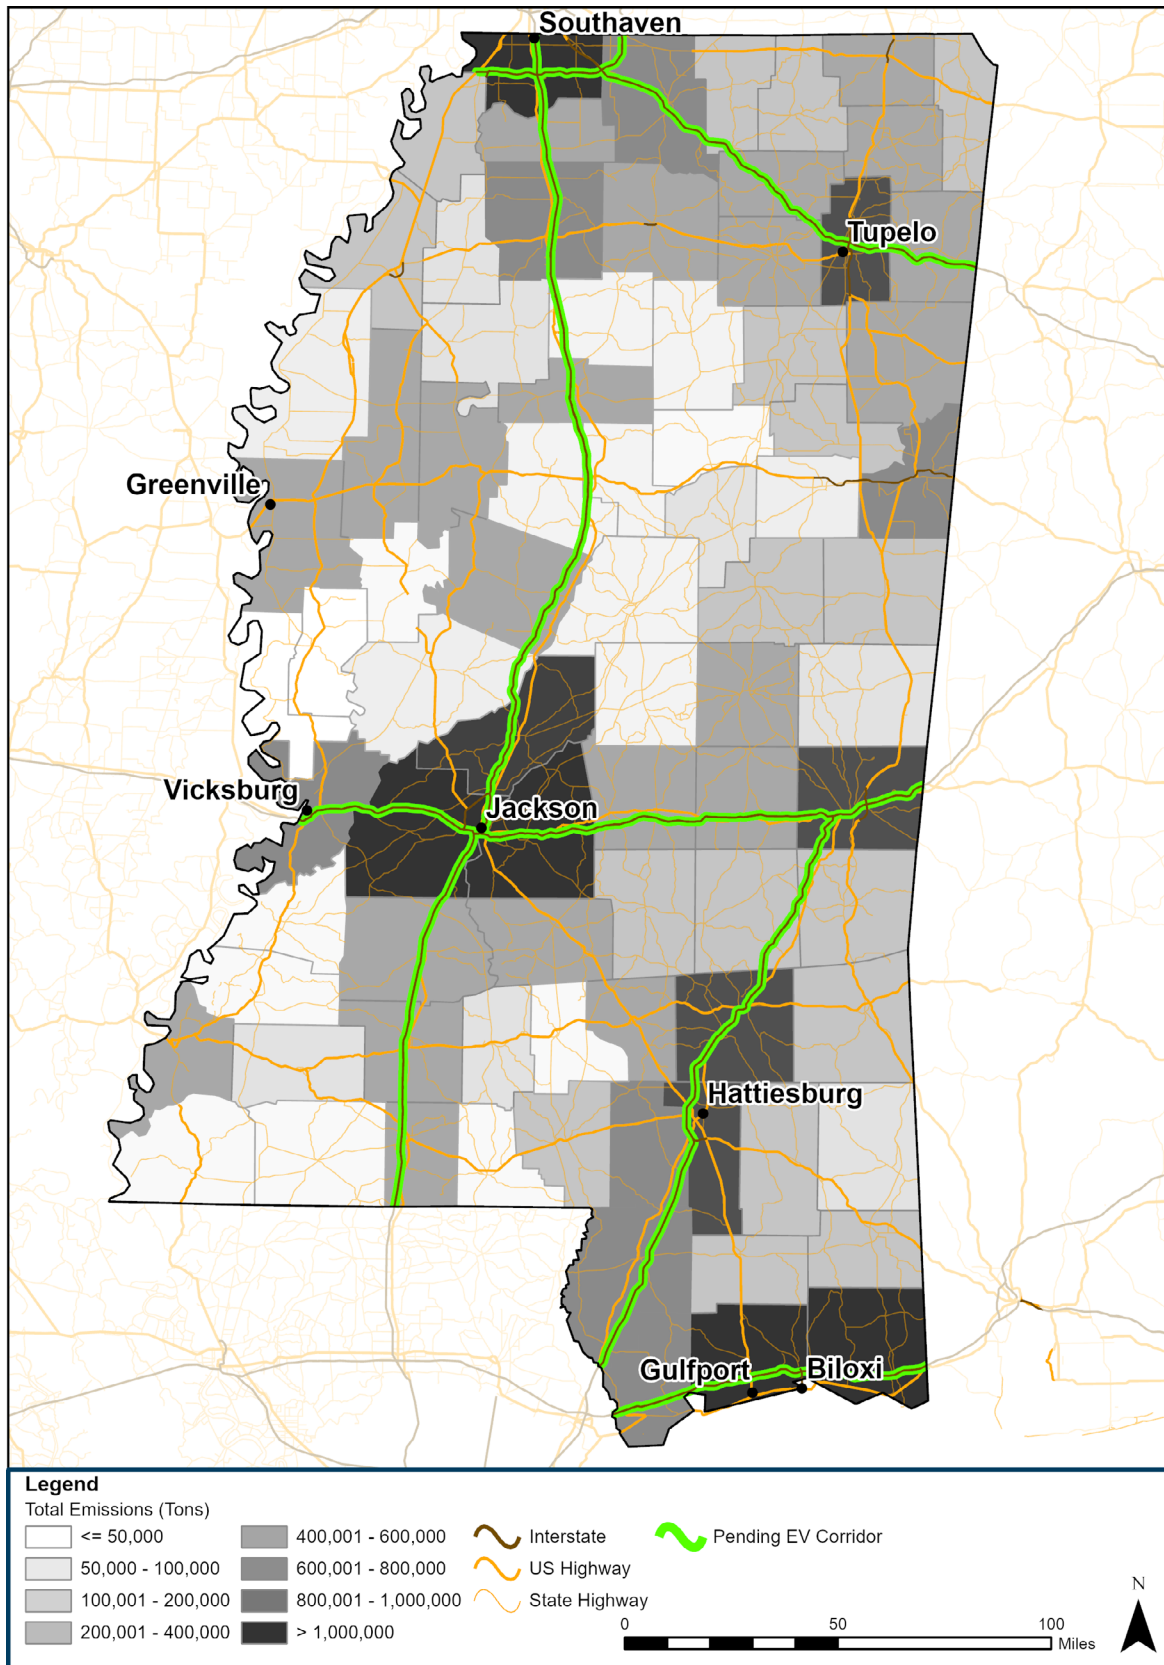 Southaven
Tupelo
Greenville
Vicksburg
Jackson
Hattiesburg
Gulfport
Biloxi
Legend
Total Emissions (Tons)
<= 50,000
50,000 - 100,000
100,001 - 200,000
200,001 - 400,000
400,001 - 600,000
600,001 - 800,000
800,001 - 1,000,000
> 1,000,000
Interstate
US Highway
State Highway
Pending EV Corridor
N
0 50 100
Miles